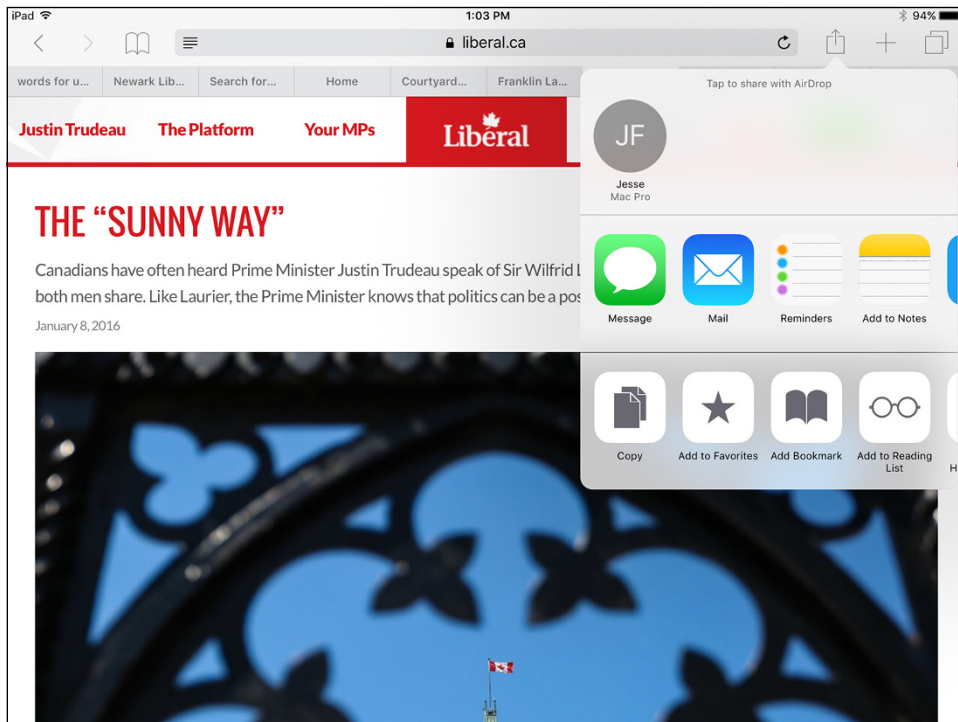 iPad 1:03 PM 94%
liberal.ca
words for u... Newark Lib... Search for... Home Courtyard... Franklin La...
Tap to share with AirDrop
JF
Jesse
Mac Pro
Justin Trudeau The Platform Your MPs Libéral
THE “SUNNY WAY”
Canadians have often heard Prime Minister Justin Trudeau speak of Sir Wilfrid L
both men share. Like Laurier, the Prime Minister knows that politics can be a pos
January 8, 2016
Message Mail Reminders Add to Notes
Copy Add to Favorites Add Bookmark Add to Reading
List
H